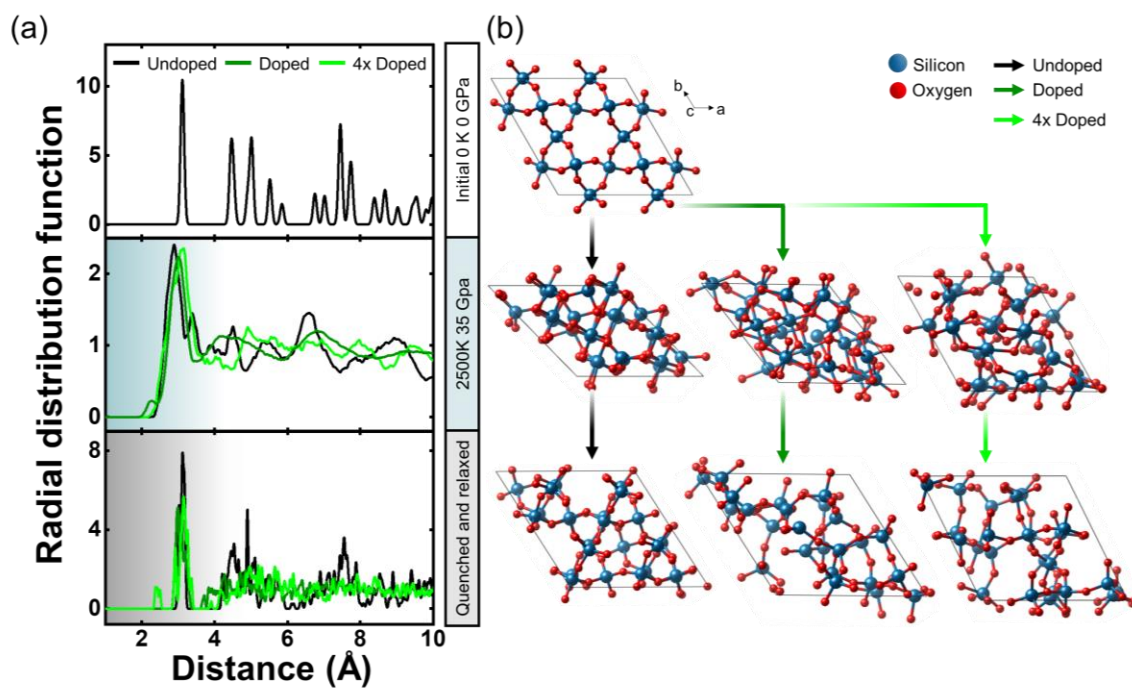 (a)
Radial distribution function
Undoped
Doped
4x Doped
10
5
0
Initial 0 K 0 GPa
2
1
0
2500K 35 Gpa
8
4
0
Quenched and relaxed
2
4
6
8
10
Distance (Å)
(b)
b
c
a
Silicon
Oxygen
Undoped
Doped
4x Doped